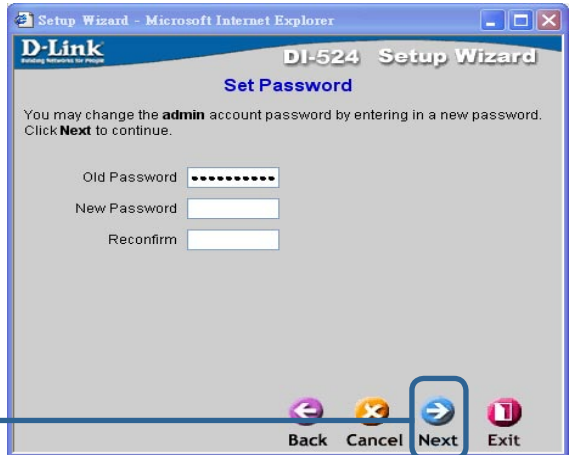 Setup Wizard - Microsoft Internet Explorer
D-Link
Building Networks for People
DI-524 Setup Wizard
Set Password
You may change the admin account password by entering in a new password.
Click Next to continue.
Old Password ••••••••••
New Password
Reconfirm
Back Cancel Next Exit